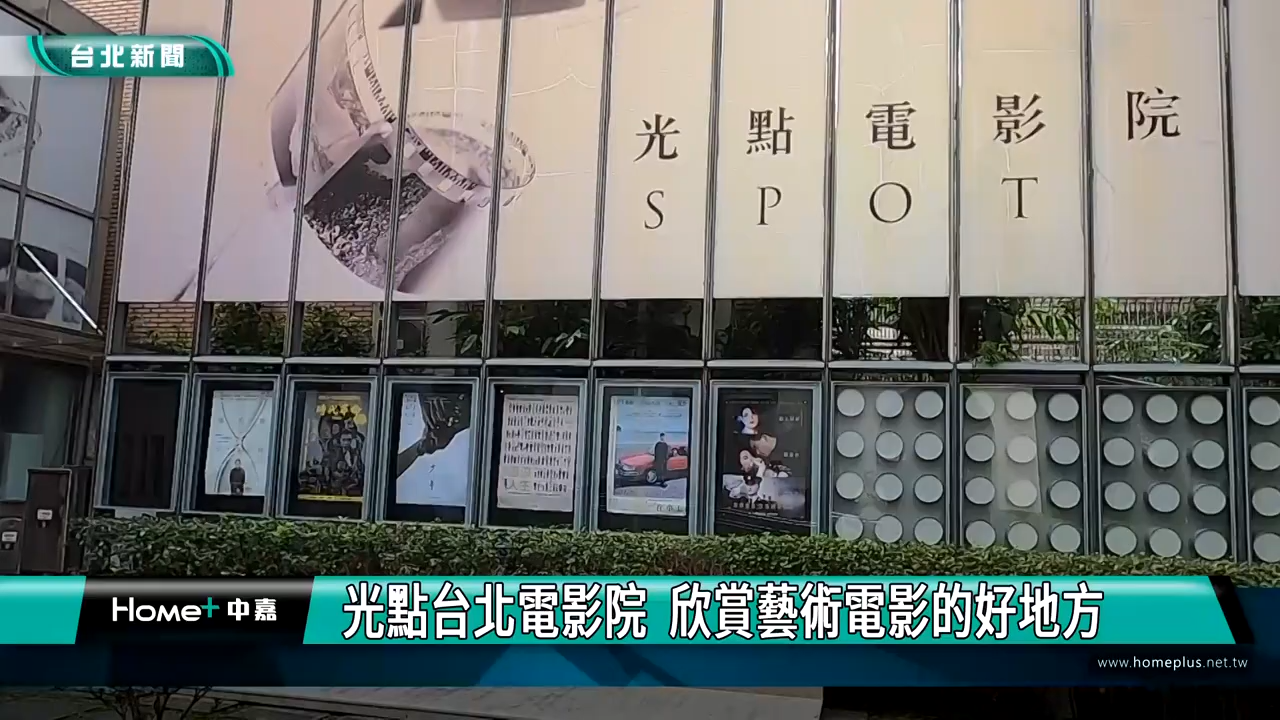 台北新聞
光點電影院
SPOT
Home+ 中嘉
光點台北電影院 欣賞藝術電影的好地方
www.homeplus.net.tw